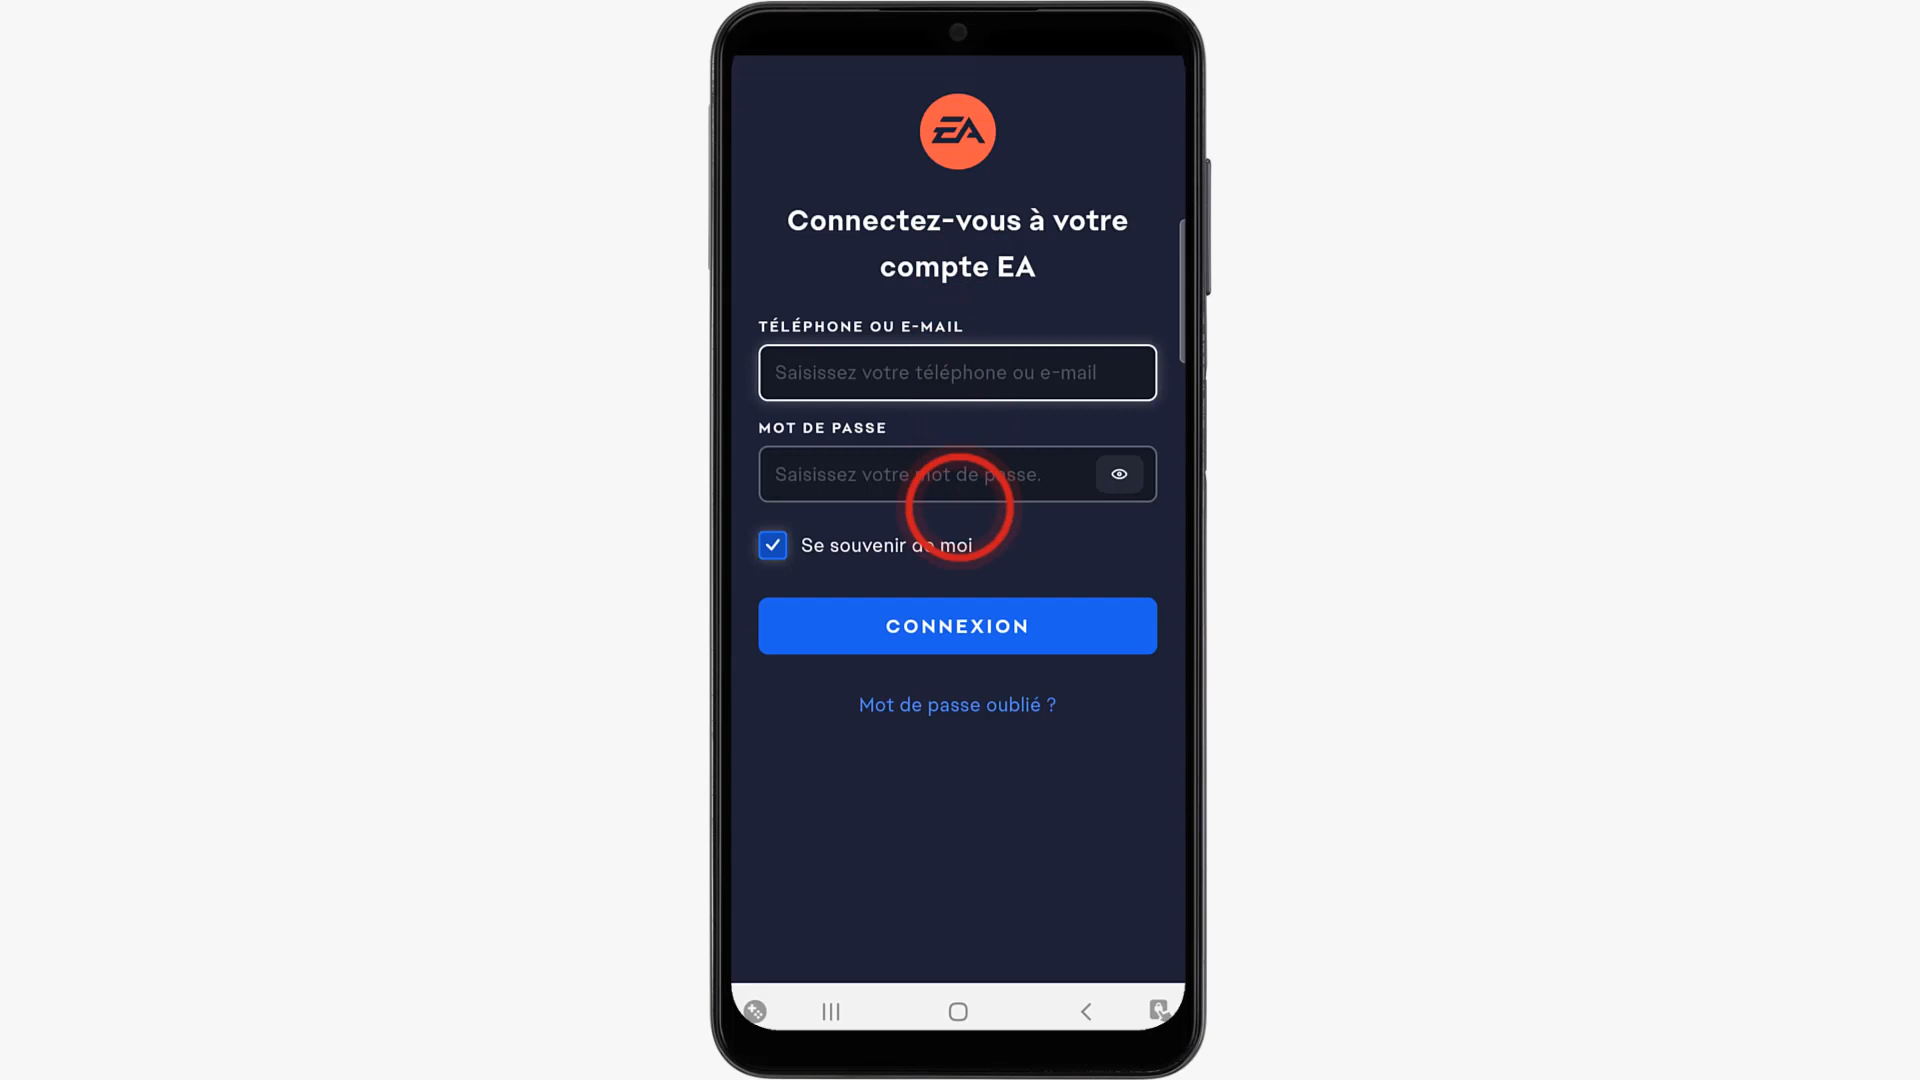 EA
Connectez-vous à votre
compte EA
TÉLÉPHONE OU E-MAIL
Saisissez votre téléphone ou e-mail
MOT DE PASSE
Saisissez votre mot de passe.
Se souvenir de moi
CONNEXION
Mot de passe oublié ?